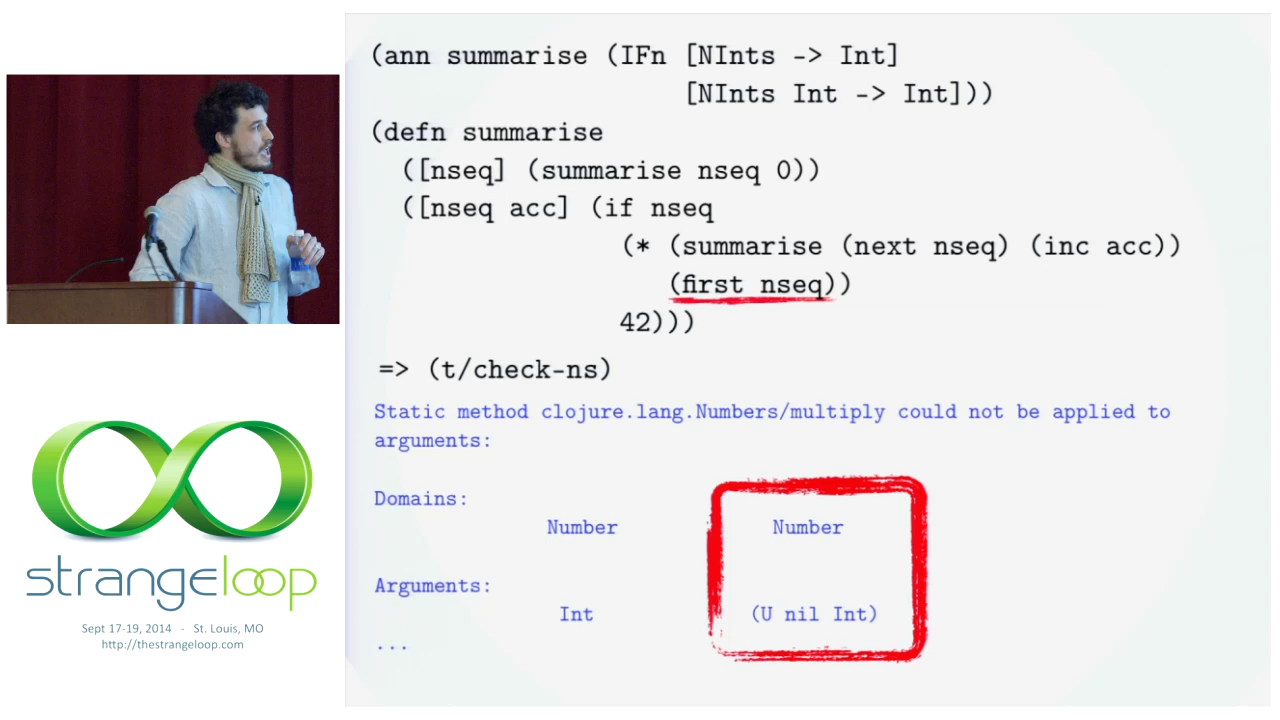 (ann summarise (IFn [NInts -> Int]
[NInts Int -> Int]))
(defn summarise
([nseq] (summarise nseq 0))
([nseq acc] (if nseq
(* (summarise (next nseq) (inc acc))
(first nseq))
42)))
=> (t/check-ns)
Static method clojure.lang.Numbers/multiply could not be applied to
arguments:
Domains:
Number Number
Arguments:
Int (U nil Int)
...
strangeloop
Sept 17-19, 2014 - St. Louis, MO
http://thestrangeloop.com